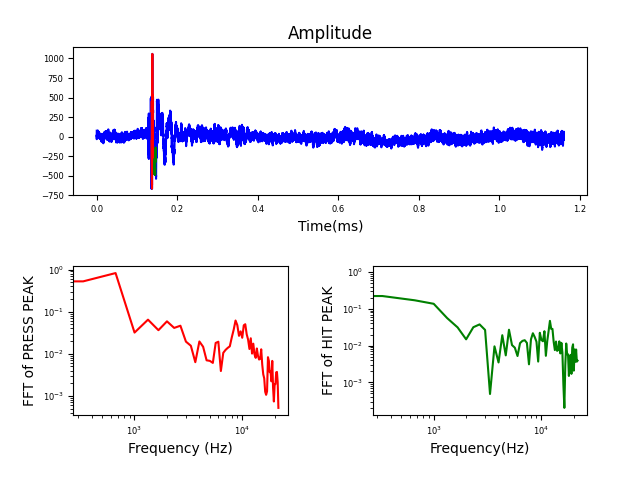 Amplitude
1000
750
500
250
0
−250
−500
−750
0.0 0.2 0.4 0.6 0.8 1.0 1.2
Time(ms)
FFT of PRESS PEAK
10⁰
10⁻¹
10⁻²
10⁻³
10³ 10⁴
Frequency (Hz)
FFT of HIT PEAK
10⁰
10⁻¹
10⁻²
10⁻³
10³ 10⁴
Frequency(Hz)